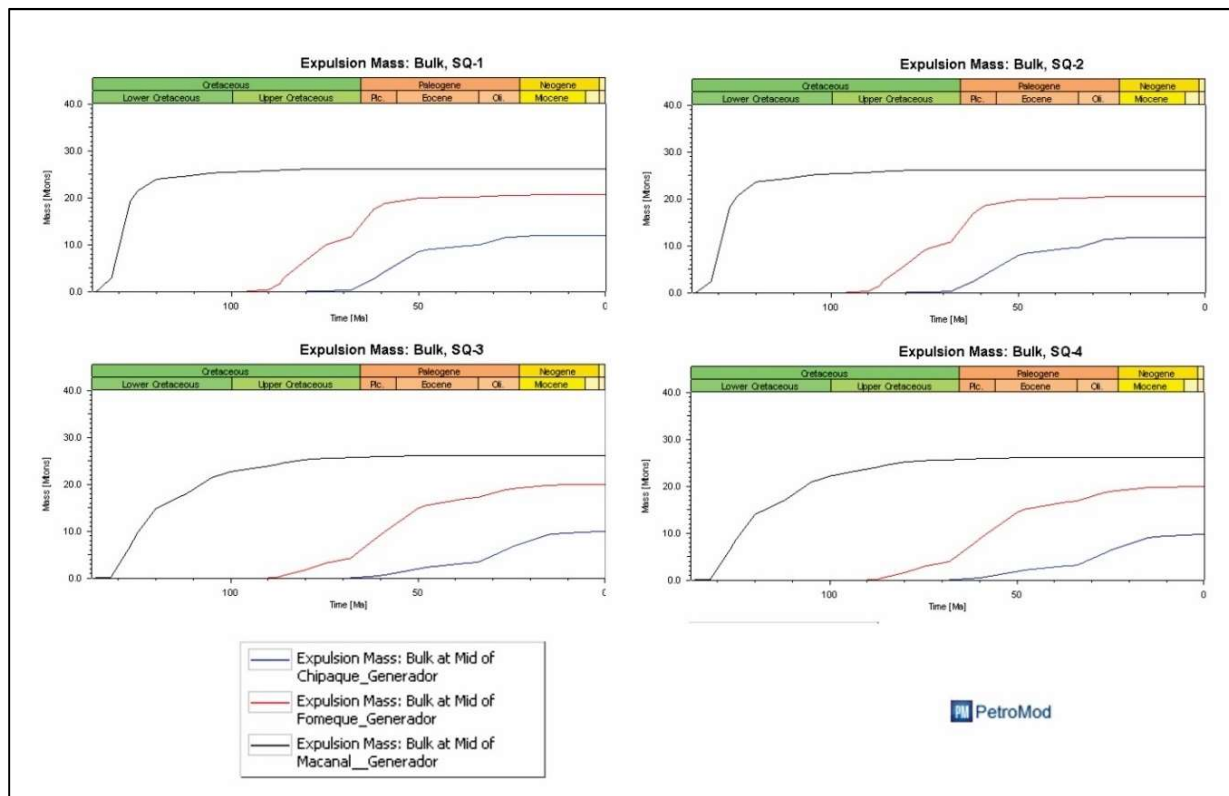 Expulsion Mass: Bulk, SQ-1
Cretaceous Paleogene Neogene
Lower Cretaceous Upper Cretaceous Plc. Eocene Oli. Miocene
40.0
30.0
20.0
10.0
0.0
Mass [Mtons]
100 50 0
Time [Ma]
Expulsion Mass: Bulk, SQ-2
Cretaceous Paleogene Neogene
Lower Cretaceous Upper Cretaceous Plc. Eocene Oli. Miocene
40.0
30.0
20.0
10.0
0.0
Mass [Mtons]
100 50 0
Time [Ma]
Expulsion Mass: Bulk, SQ-3
Cretaceous Paleogene Neogene
Lower Cretaceous Upper Cretaceous Plc. Eocene Oli. Miocene
40.0
30.0
20.0
10.0
0.0
Mass [Mtons]
100 50 0
Time [Ma]
Expulsion Mass: Bulk, SQ-4
Cretaceous Paleogene Neogene
Lower Cretaceous Upper Cretaceous Plc. Eocene Oli. Miocene
40.0
30.0
20.0
10.0
0.0
Mass [Mtons]
100 50 0
Time [Ma]
Expulsion Mass: Bulk at Mid of
Chipaque_Generador
Expulsion Mass: Bulk at Mid of
Fomeque_Generador
Expulsion Mass: Bulk at Mid of
Macanal__Generador
PM PetroMod